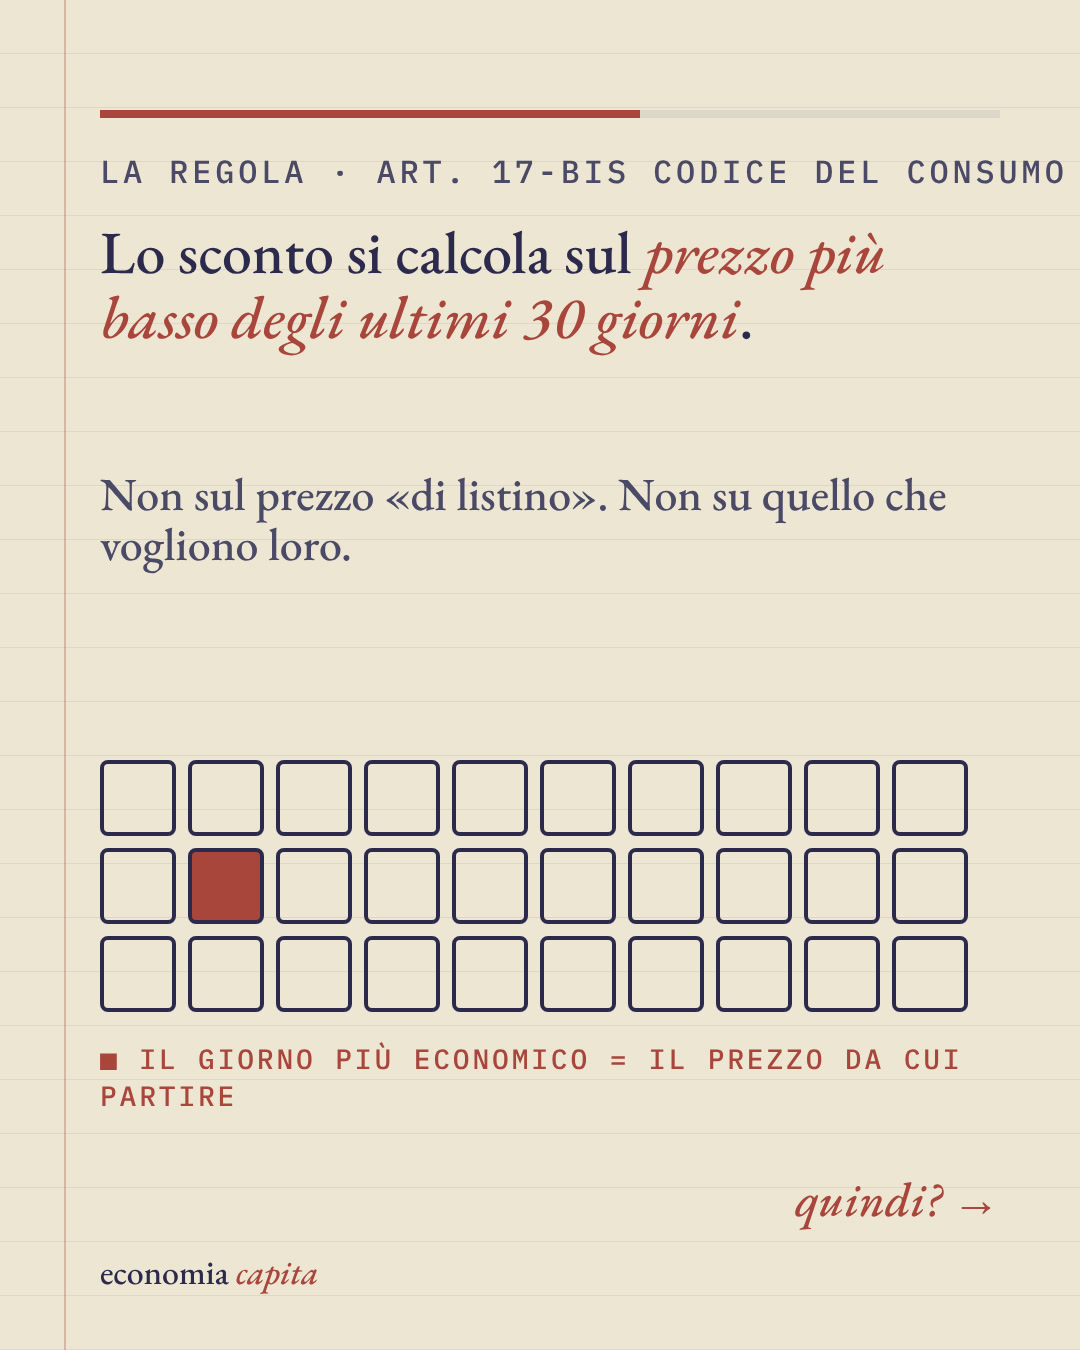 LA REGOLA · ART. 17-BIS CODICE DEL CONSUMO
Lo sconto si calcola sul prezzo più
basso degli ultimi 30 giorni.
Non sul prezzo «di listino». Non su quello che
vogliono loro.
■ IL GIORNO PIÙ ECONOMICO = IL PREZZO DA CUI
PARTIRE
quindi? →
economia capita